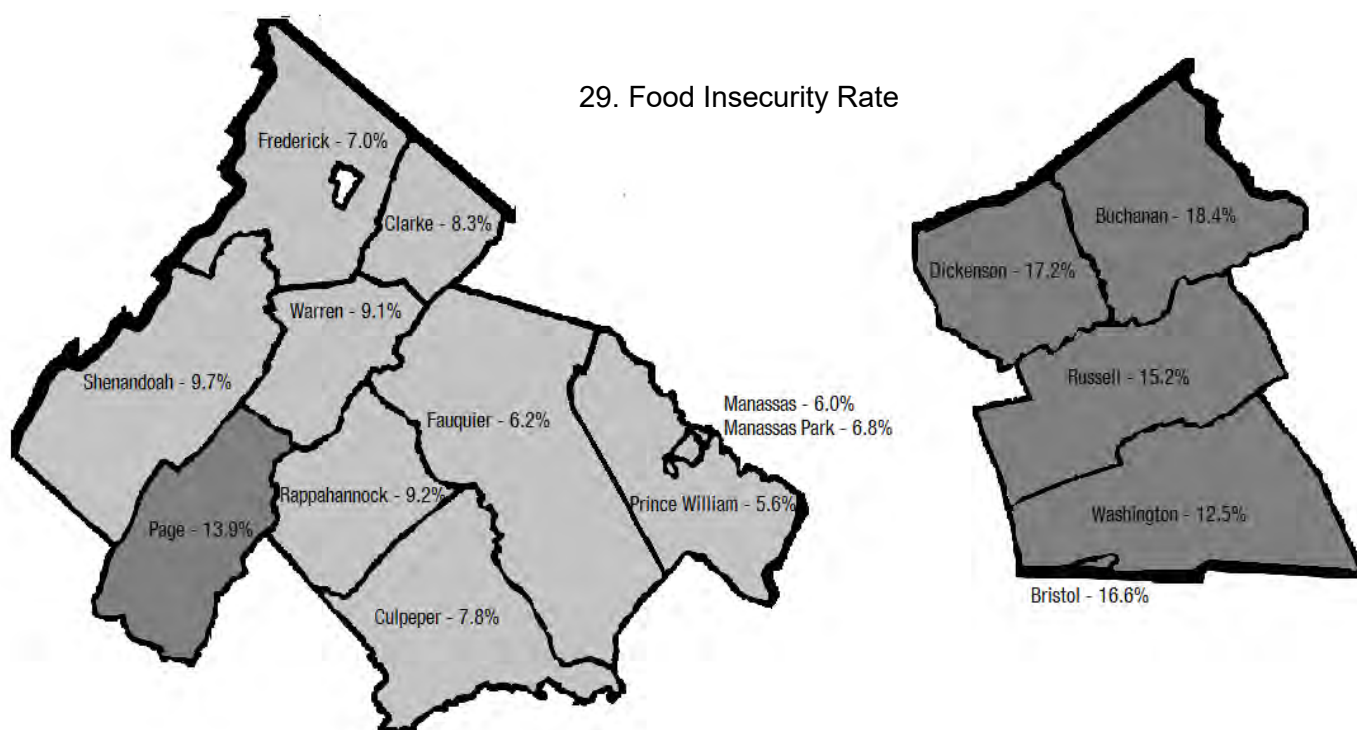 29. Food Insecurity Rate
Frederick - 7.0%
Clarke - 8.3%
Warren - 9.1%
Shenandoah - 9.7%
Fauquier - 6.2%
Manassas - 6.0%
Manassas Park - 6.8%
Rappahannock - 9.2%
Prince William - 5.6%
Page - 13.9%
Culpeper - 7.8%
Buchanan - 18.4%
Dickenson - 17.2%
Russell - 15.2%
Washington - 12.5%
Bristol - 16.6%